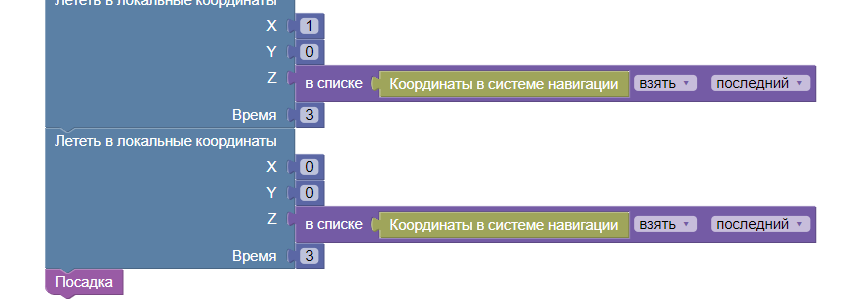 Лететь в локальные координаты
X 1
Y 0
Z в списке Координаты в системе навигации взять последний
Время 3
Лететь в локальные координаты
X 0
Y 0
Z в списке Координаты в системе навигации взять последний
Время 3
Посадка